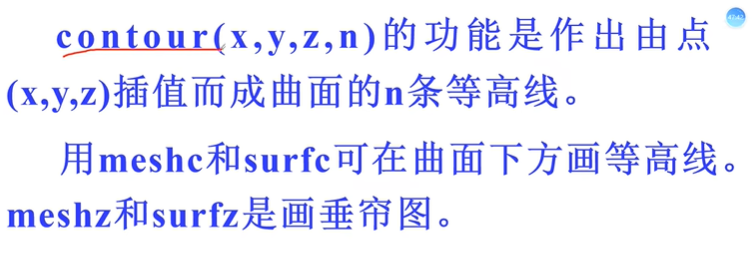 contour(x,y,z,n)的功能是作出由点
(x,y,z)插值而成曲面的n条等高线。
用meshc和surfc可在曲面下方画等高线。
meshz和surfz是画垂帘图。